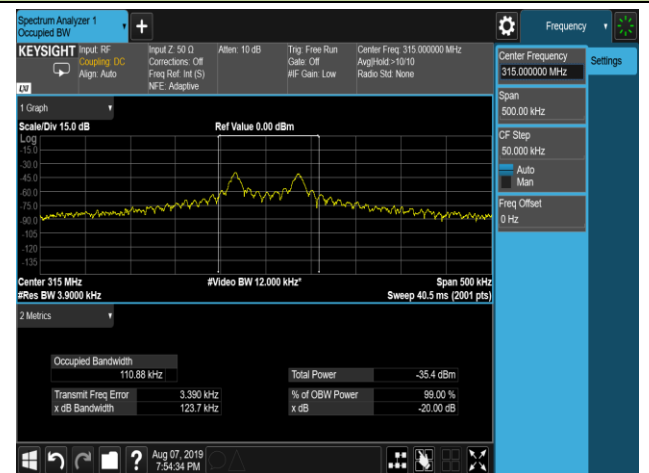 Spectrum Analyzer 1
Occupied BW
Frequency
KEYSIGHT
Input: RF
Coupling: DC
Align: Auto
Input Z: 50 Ω
Corrections: Off
Freq Ref: Int (S)
NFE: Adaptive
Atten: 10 dB
Trig: Free Run
Gate: Off
#IF Gain: Low
Center Freq: 315.000000 MHz
Avg|Hold:>10/10
Radio Std: None
LXI
Center Frequency
315.000000 MHz
Settings
Span
500.00 kHz
CF Step
50.000 kHz
Auto
Man
Freq Offset
0 Hz
1 Graph
Scale/Div 15.0 dB
Ref Value 0.00 dBm
Log
-15.0
-30.0
-45.0
-60.0
-75.0
-90.0
-105
-120
-135
Center 315 MHz
#Video BW 12.000 kHz*
Span 500 kHz
#Res BW 3.9000 kHz
Sweep 40.5 ms (2001 pts)
2 Metrics
Occupied Bandwidth
110.88 kHz
Total Power -35.4 dBm
Transmit Freq Error 3.390 kHz
% of OBW Power 99.00 %
x dB Bandwidth 123.7 kHz
x dB -20.00 dB
?
Aug 07, 2019
7:54:34 PM